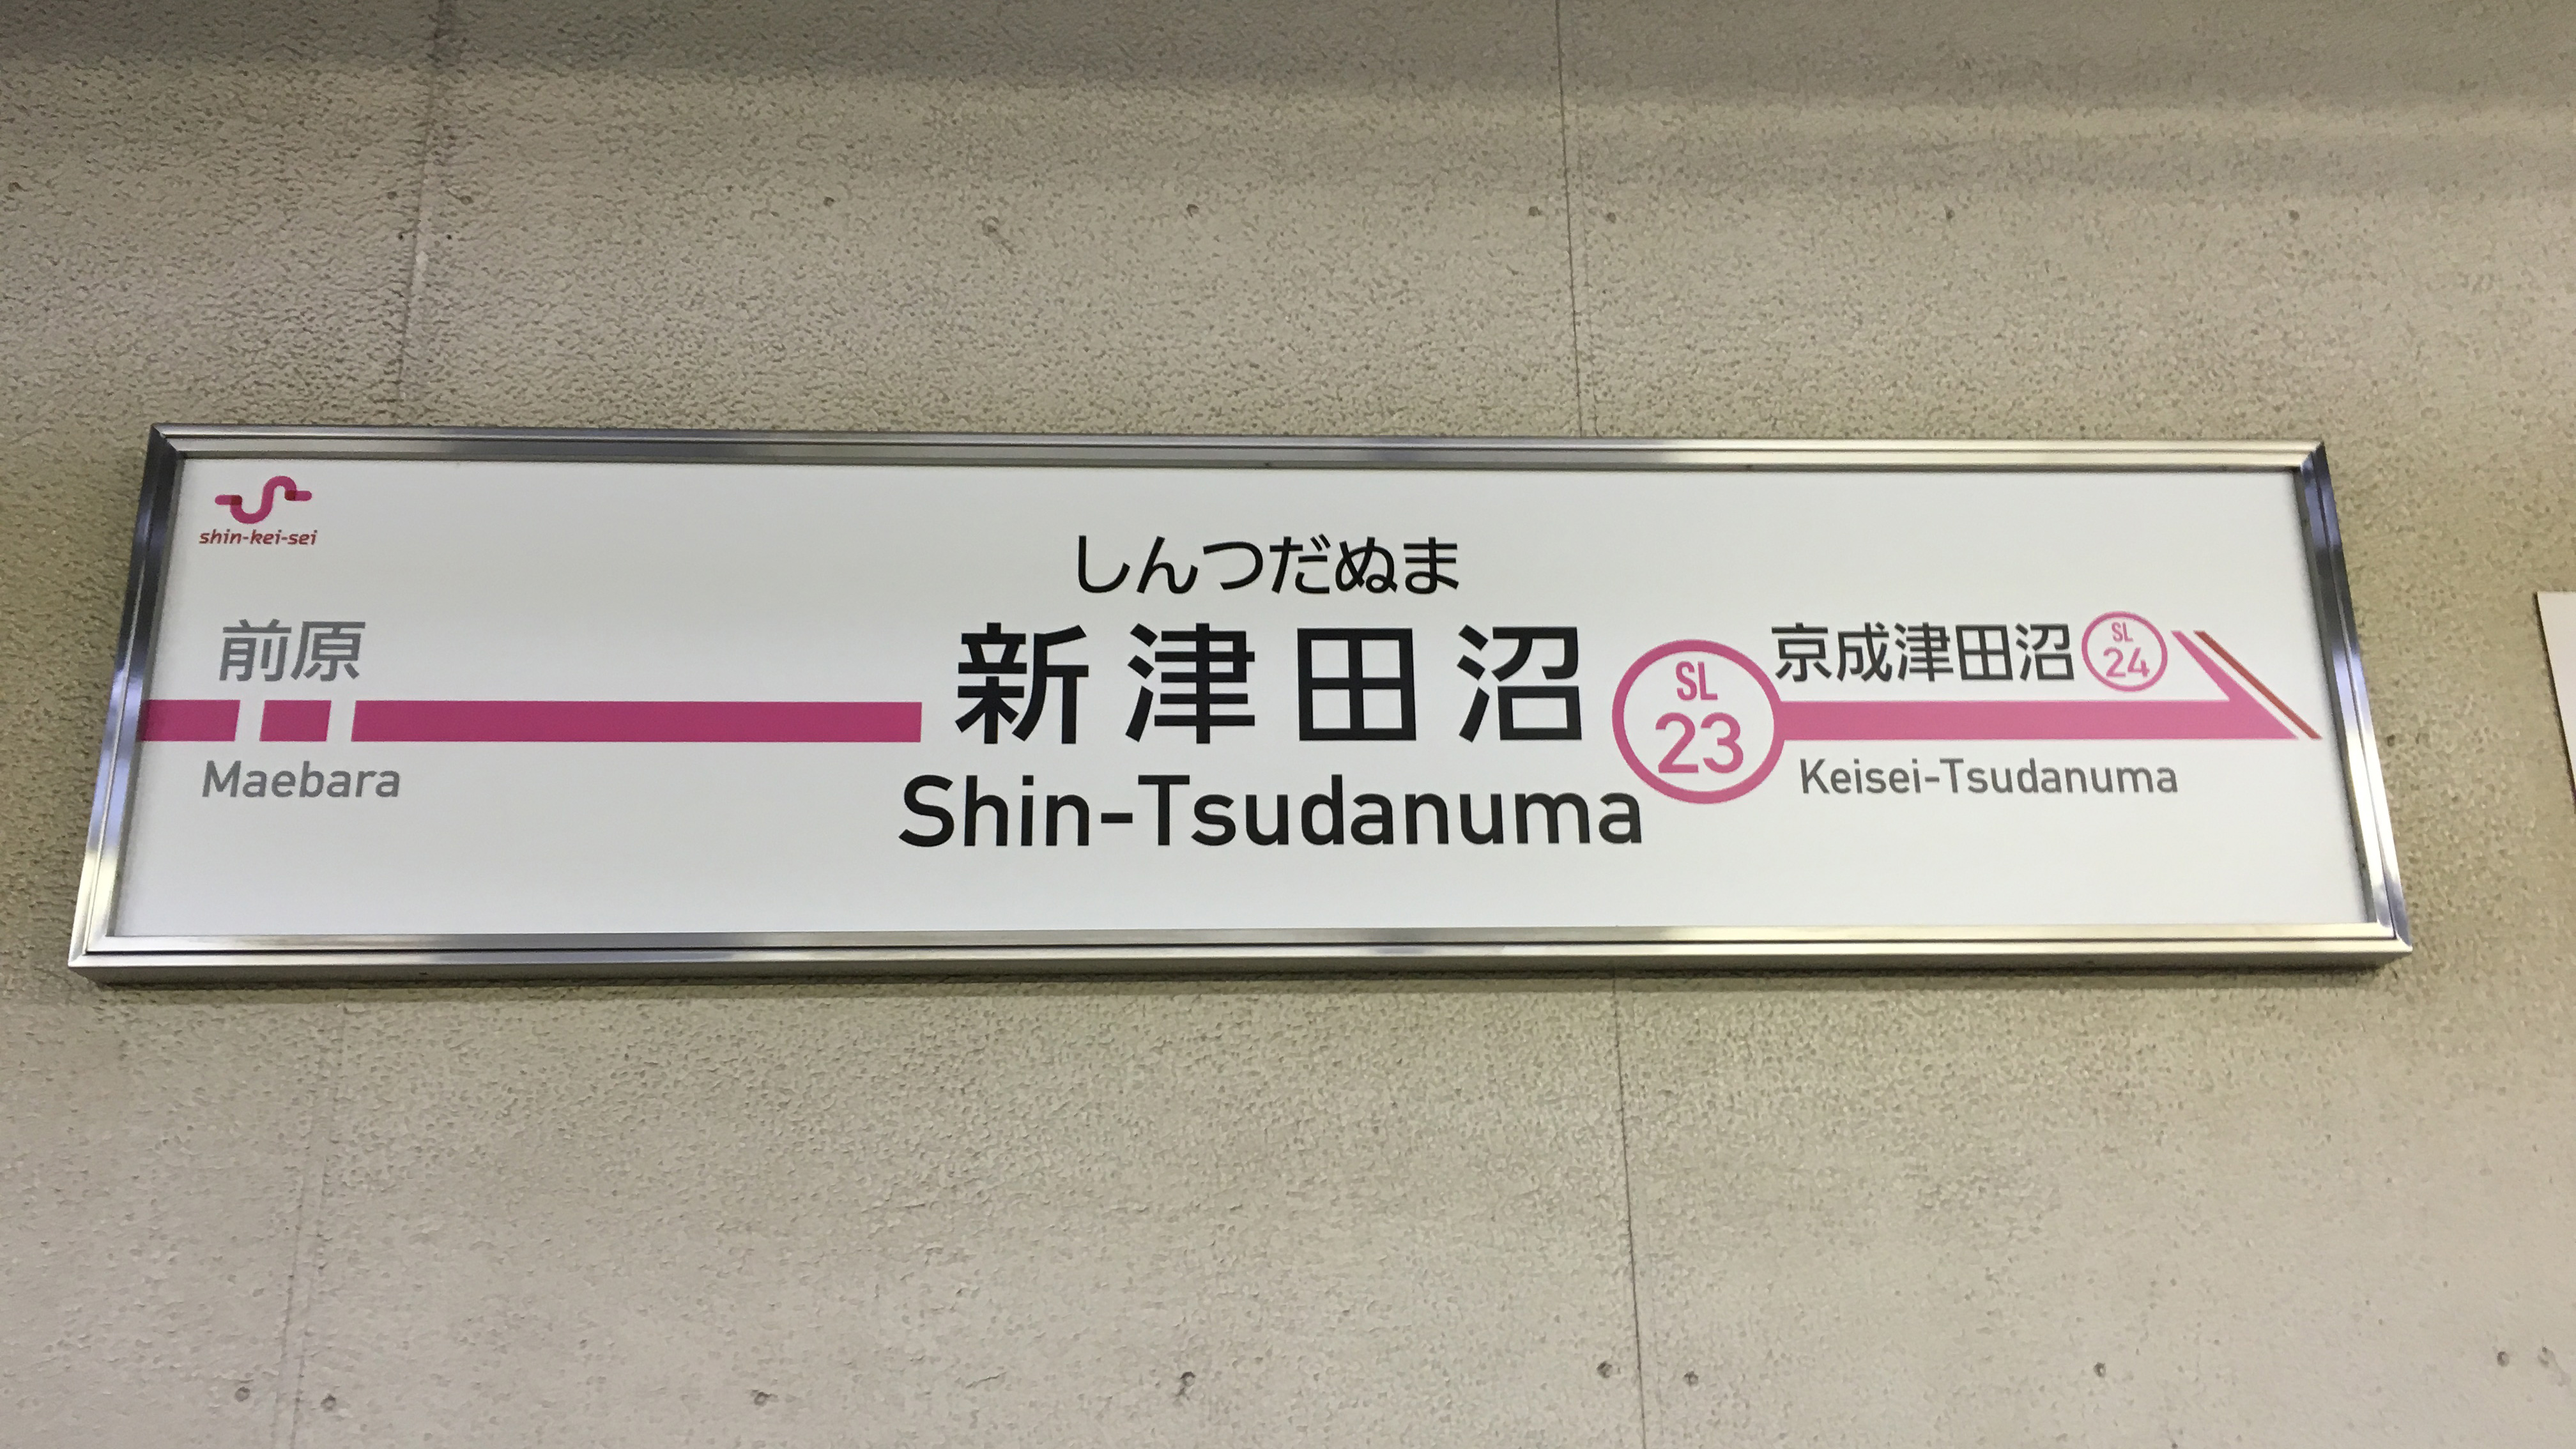 shin-kei-sei
前原
Maebara
しんつだぬま
新津田沼
Shin-Tsudanuma
SL
23
京成津田沼
SL
24
Keisei-Tsudanuma